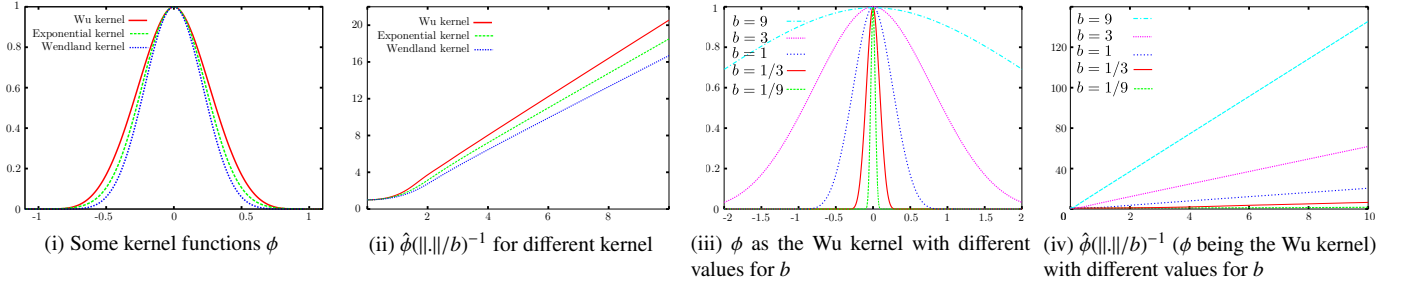 1
0.8
0.6
0.4
0.2
0
-1
-0.5
0
0.5
1
Wu kernel
Exponential kernel
Wendland kernel
(i) Some kernel functions ϕ
20
16
12
8
4
0
2
4
6
8
Wu kernel
Exponential kernel
Wendland kernel
(ii) ϕ̂(||.||/b)⁻¹ for different kernel
1
0.8
0.6
0.4
0.2
0
-2
-1.5
-1
-0.5
0
0.5
1
1.5
2
b = 9
b = 3
b = 1
b = 1/3
b = 1/9
(iii) ϕ as the Wu kernel with different
values for b
140
120
100
80
60
40
20
0
2
4
6
8
10
b = 9
b = 3
b = 1
b = 1/3
b = 1/9
(iv) ϕ̂(||.||/b)⁻¹ (ϕ being the Wu kernel)
with different values for b